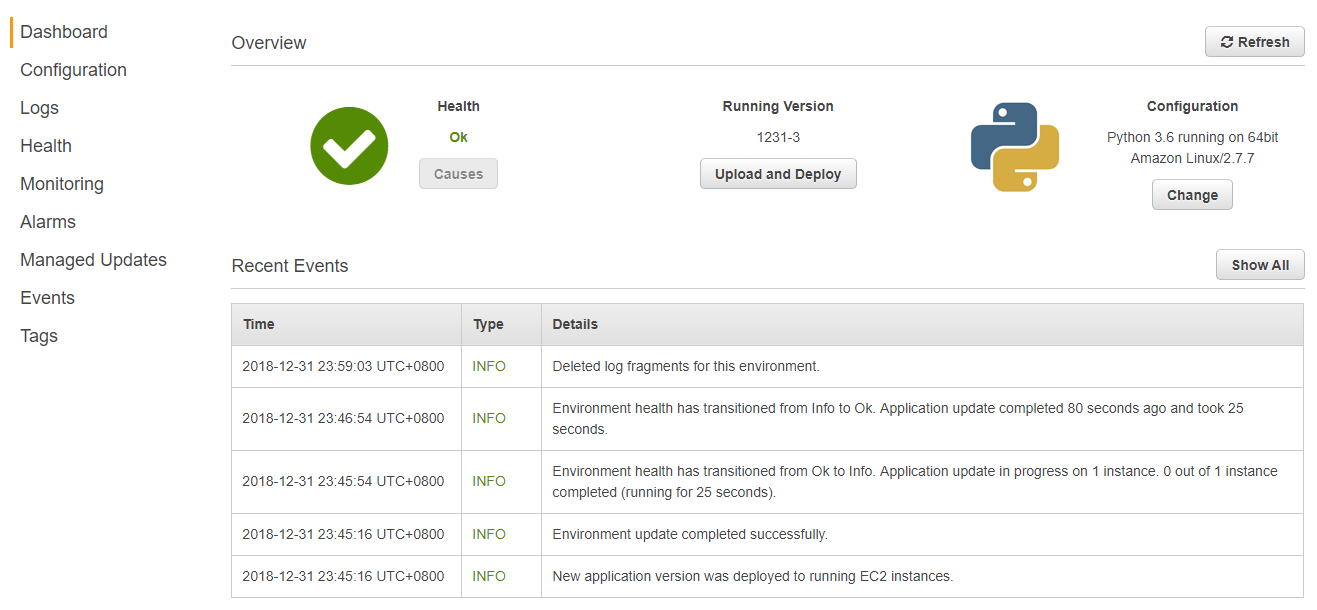 Dashboard
Configuration
Logs
Health
Monitoring
Alarms
Managed Updates
Events
Tags
Overview
Refresh
Health
Ok
Causes
Running Version
1231-3
Upload and Deploy
Configuration
Python 3.6 running on 64bit
Amazon Linux/2.7.7
Change
Recent Events
Show All
Time Type Details
2018-12-31 23:59:03 UTC+0800 INFO Deleted log fragments for this environment.
2018-12-31 23:46:54 UTC+0800 INFO Environment health has transitioned from Info to Ok. Application update completed 80 seconds ago and took 25
seconds.
2018-12-31 23:45:54 UTC+0800 INFO Environment health has transitioned from Ok to Info. Application update in progress on 1 instance. 0 out of 1 instance
completed (running for 25 seconds).
2018-12-31 23:45:16 UTC+0800 INFO Environment update completed successfully.
2018-12-31 23:45:16 UTC+0800 INFO New application version was deployed to running EC2 instances.